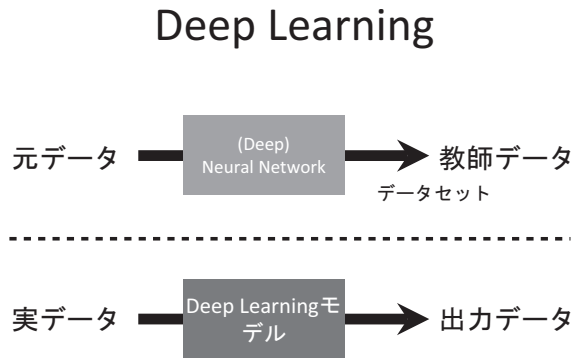 Deep Learning
元データ
(Deep)
Neural Network
教師データ
データセット
実データ
Deep Learningモ
デル
出力データ